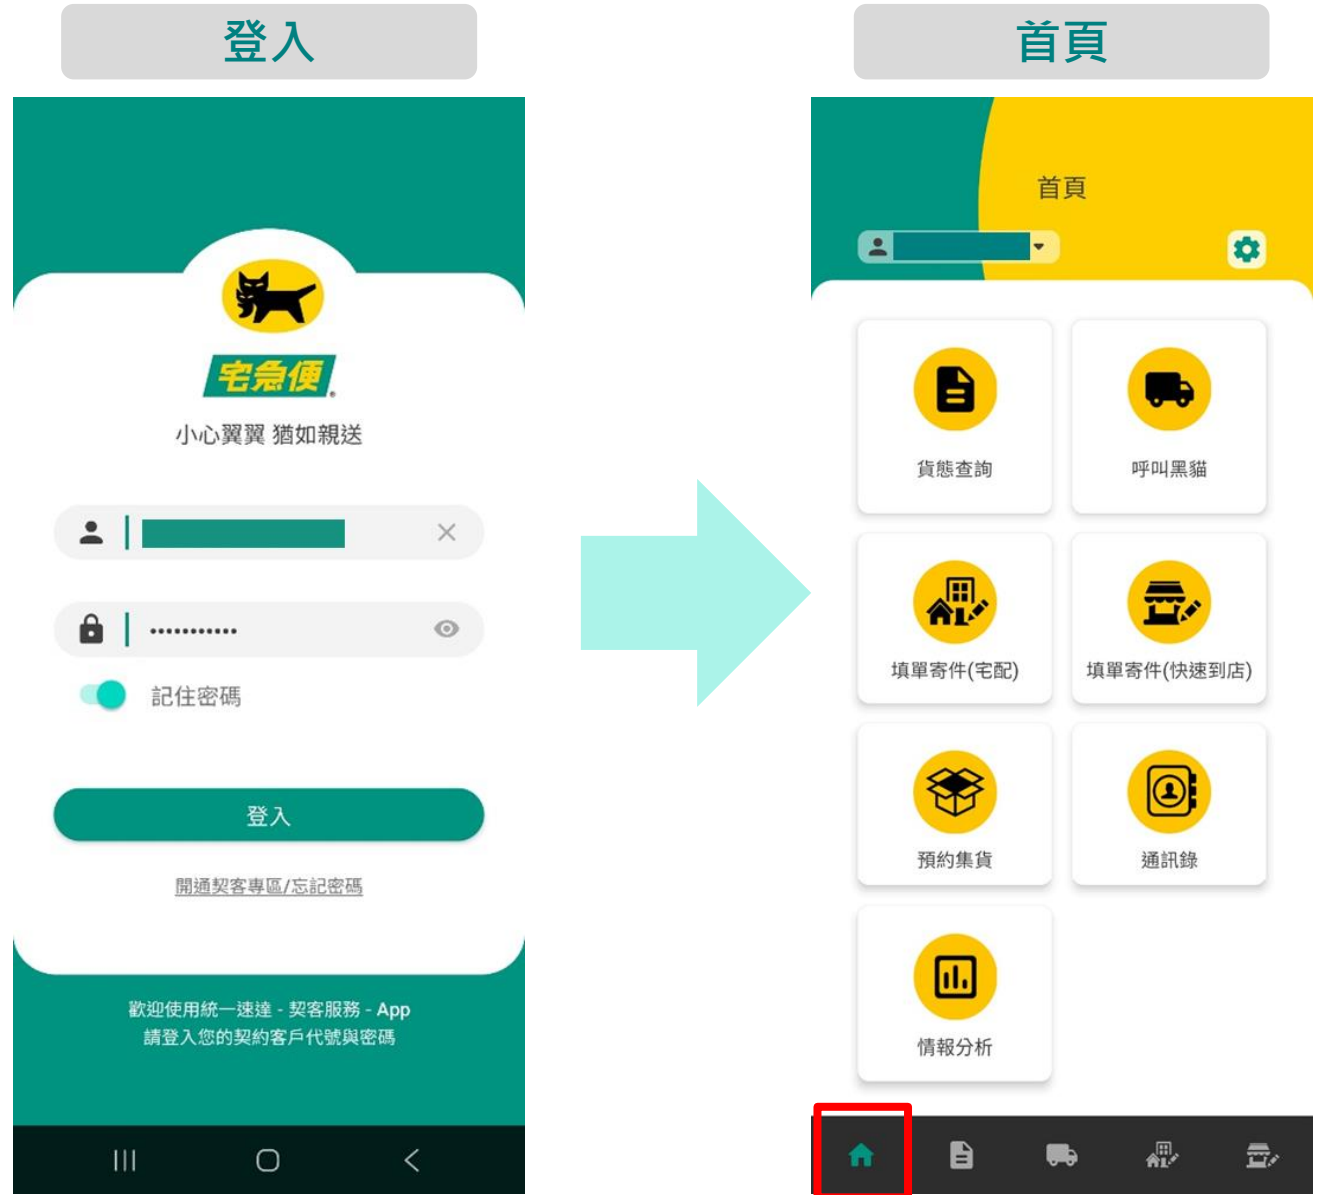 登入
首頁
宅急便
小心翼翼 猶如親送
•••••••••••
記住密碼
登入
開通契客專區/忘記密碼
歡迎使用統一速達 - 契客服務 - App
請登入您的契約客戶代號與密碼
首頁
貨態查詢
呼叫黑貓
填單寄件(宅配)
填單寄件(快速到店)
預約集貨
通訊錄
情報分析